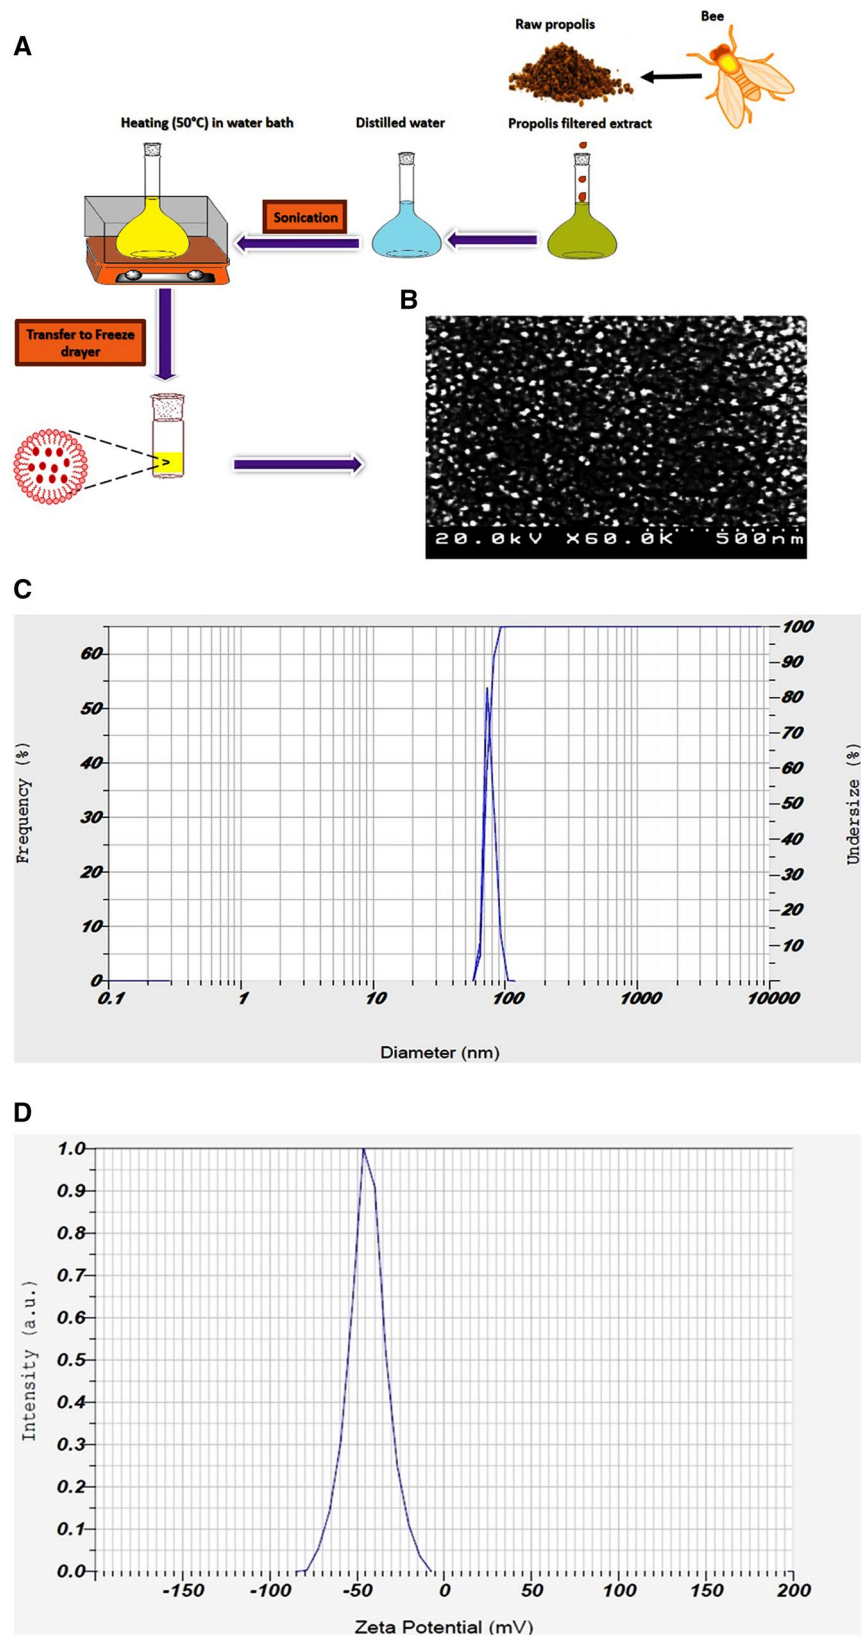 A
Raw propolis
Bee
Heating (50°C) in water bath
Distilled water
Propolis filtered extract
Sonication
Transfer to Freeze
drayer
B
20.0kV X60.0K 500nm
C
Frequency (%)
60
50
40
30
20
10
0
100
90
80
70
60
50
40
30
20
10
Undersize (%)
0.1 1 10 100 1000 10000
Diameter (nm)
D
Intensity (a.u.)
1.0
0.9
0.8
0.7
0.6
0.5
0.4
0.3
0.2
0.1
0.0
-150 -100 -50 0 50 100 150 200
Zeta Potential (mV)